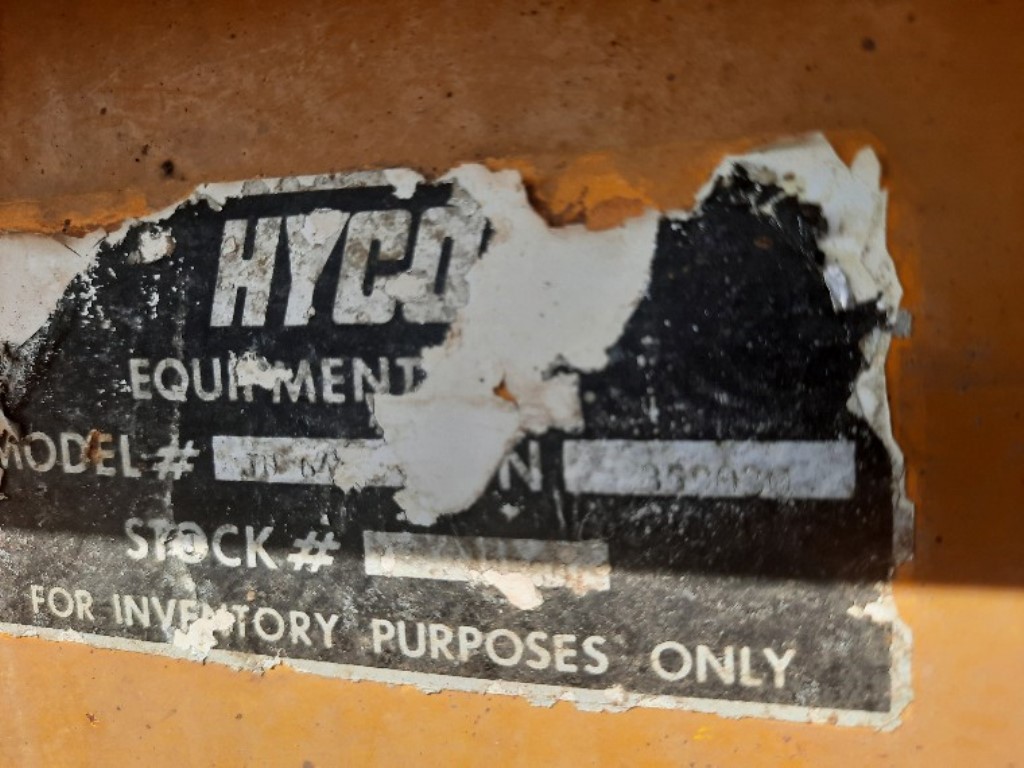 HYCO
EQUIPMENT
MODEL #
STOCK #
FOR INVENTORY PURPOSES ONLY